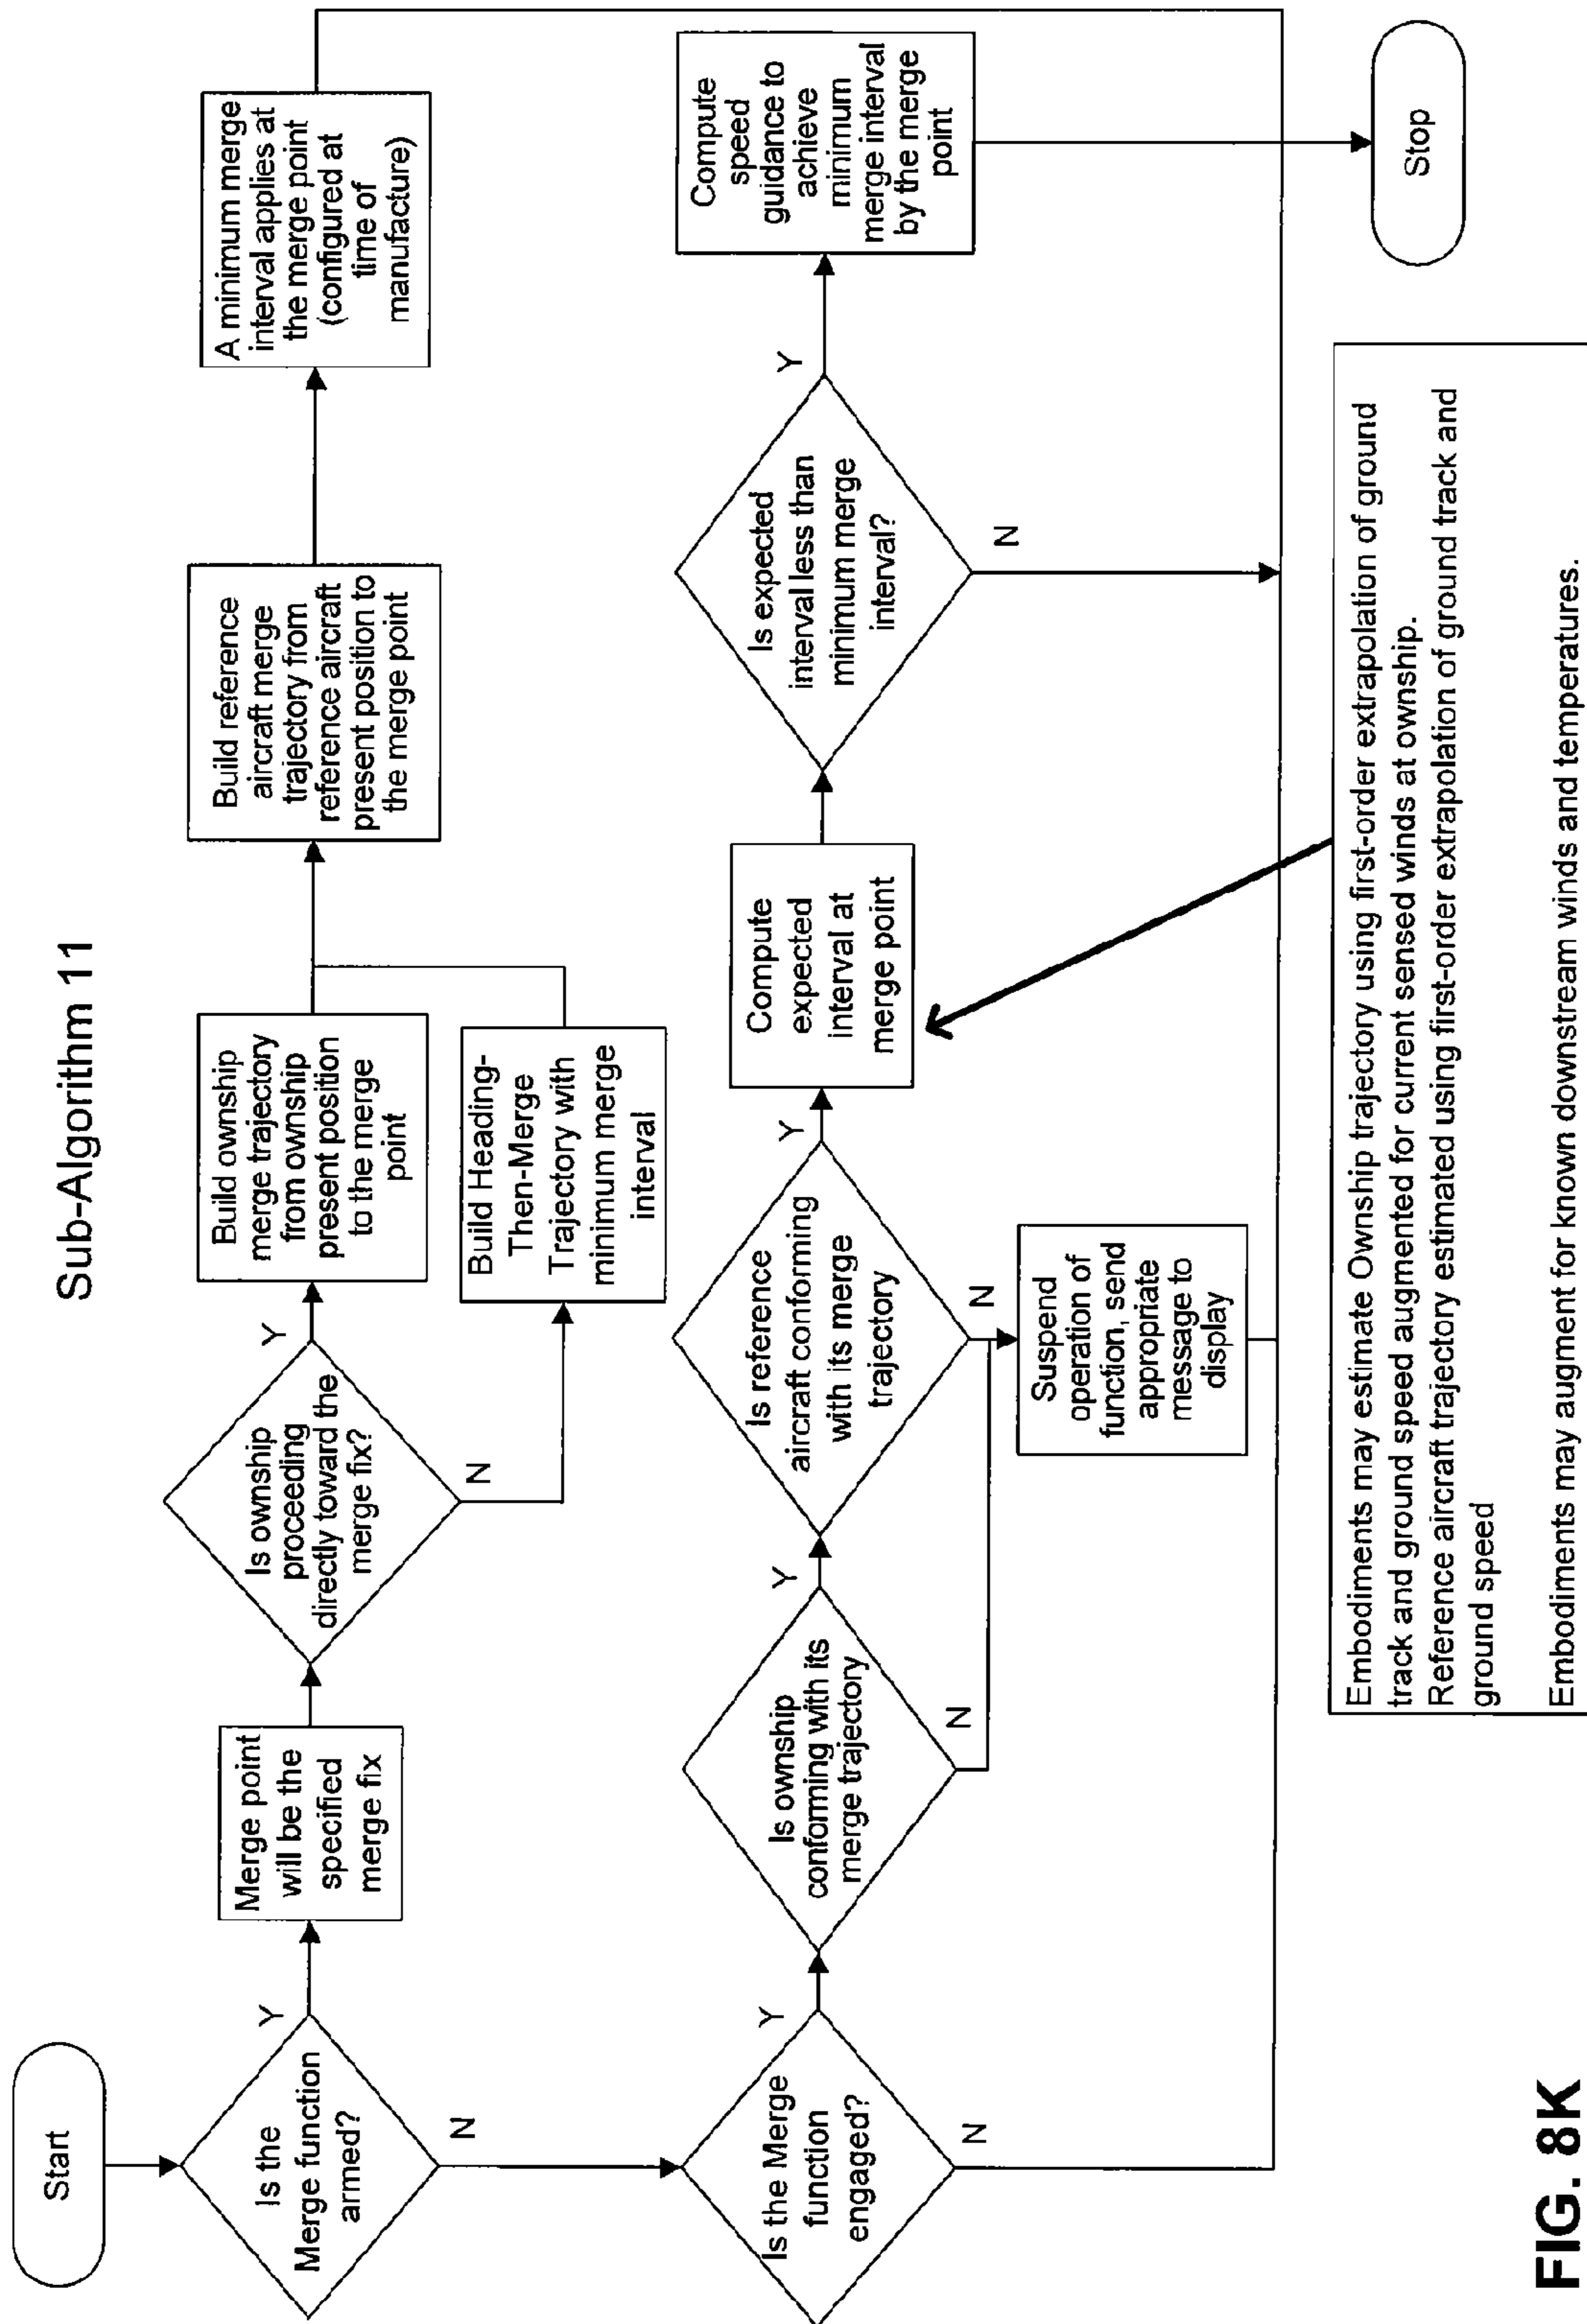 Sub-Algorithm 11
Start
Is the
Merge function
armed?
Y
N
Merge point
will be the
specified
merge fix
Is ownship
proceeding
directly toward the
merge fix?
Y
N
Build ownship
merge trajectory
from ownship
present position
to the merge
point
Build Heading-
Then-Merge
Trajectory with
minimum merge
interval
Build reference
aircraft merge
trajectory from
reference aircraft
present position to
the merge point
A minimum merge
interval applies at
the merge point
(configured at
time of
manufacture)
Is the Merge
function
engaged?
Y
N
Is ownship
conforming with its
merge trajectory
Y
N
Is reference
aircraft conforming
with its merge
trajectory
Y
N
Suspend
operation of
function, send
appropriate
message to
display
Compute
expected
interval at
merge point
Is expected
interval less than
minimum merge
interval?
Y
N
Compute
speed
guidance to
achieve
minimum
merge interval
by the merge
point
Stop
Embodiments may estimate Ownship trajectory using first-order extrapolation of ground
track and ground speed augmented for current sensed winds at ownship.
Reference aircraft trajectory estimated using first-order extrapolation of ground track and
ground speed
Embodiments may augment for known downstream winds and temperatures.
FIG. 8K